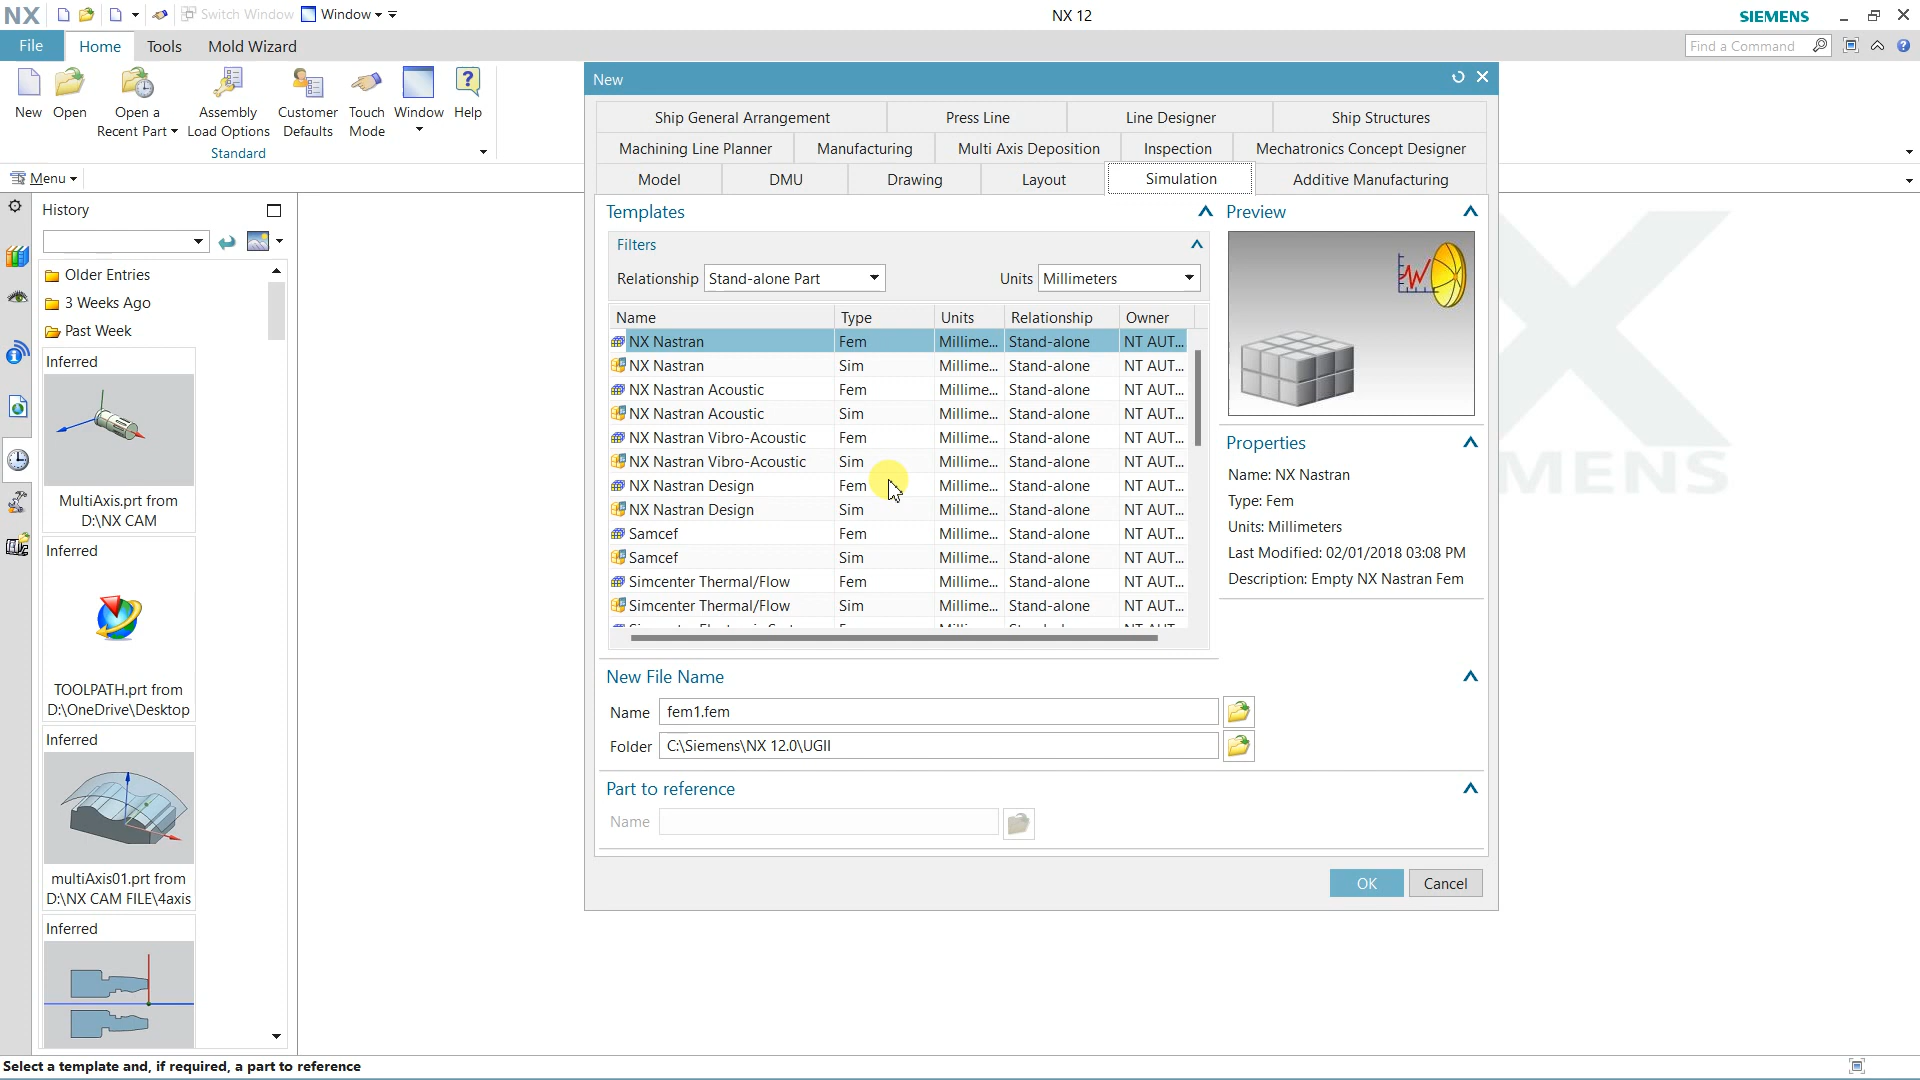 NX Switch Window Window NX 12 SIEMENS
File Home Tools Mold Wizard Find a Command
New Open Open a Recent Part Assembly Load Options Customer Defaults Touch Mode Window Help
Standard
Menu
History
Older Entries
3 Weeks Ago
Past Week
Inferred
MultiAxis.prt from
D:\NX CAM
Inferred
TOOLPATH.prt from
D:\OneDrive\Desktop
Inferred
multiAxis01.prt from
D:\NX CAM FILE\4axis
Inferred
New
Ship General Arrangement Press Line Line Designer Ship Structures
Machining Line Planner Manufacturing Multi Axis Deposition Inspection Mechatronics Concept Designer
Model DMU Drawing Layout Simulation Additive Manufacturing
Templates
Filters
Relationship Stand-alone Part Units Millimeters
Name Type Units Relationship Owner
NX Nastran Fem Millime... Stand-alone NT AUT...
NX Nastran Sim Millime... Stand-alone NT AUT...
NX Nastran Acoustic Fem Millime... Stand-alone NT AUT...
NX Nastran Acoustic Sim Millime... Stand-alone NT AUT...
NX Nastran Vibro-Acoustic Fem Millime... Stand-alone NT AUT...
NX Nastran Vibro-Acoustic Sim Millime... Stand-alone NT AUT...
NX Nastran Design Fem Millime... Stand-alone NT AUT...
NX Nastran Design Sim Millime... Stand-alone NT AUT...
Samcef Fem Millime... Stand-alone NT AUT...
Samcef Sim Millime... Stand-alone NT AUT...
Simcenter Thermal/Flow Fem Millime... Stand-alone NT AUT...
Simcenter Thermal/Flow Sim Millime... Stand-alone NT AUT...
Preview
Properties
Name: NX Nastran
Type: Fem
Units: Millimeters
Last Modified: 02/01/2018 03:08 PM
Description: Empty NX Nastran Fem
New File Name
Name fem1.fem
Folder C:\Siemens\NX 12.0\UGII
Part to reference
Name
OK Cancel
X
MENS
Select a template and, if required, a part to reference